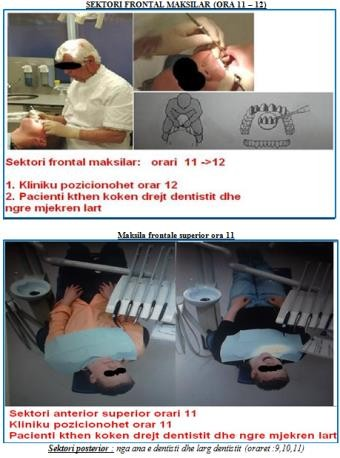 SEKTORI FRONTAL MAKSILAR (ORA 11 – 12)
Sektori frontal maksilar: orari 11 ->12
1. Kliniku pozicionohet orar 12
2. Pacienti kthen koken drejt dentistit dhe
ngre mjekren lart
Maksila frontale superior ora 11
Sektori anterior superior orari 11
Kliniku pozicionohet orar 11
Pacienti kthen koken drejt dentistit dhe ngre mjekren lart
Sektori posterior : nga ana e dentisti dhe larg dentistit (oraret :9,10,11)